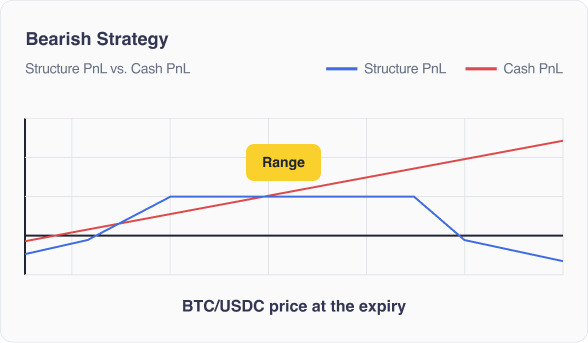 Bearish Strategy
Structure PnL vs. Cash PnL
Structure PnL
Cash PnL
Range
BTC/USDC price at the expiry